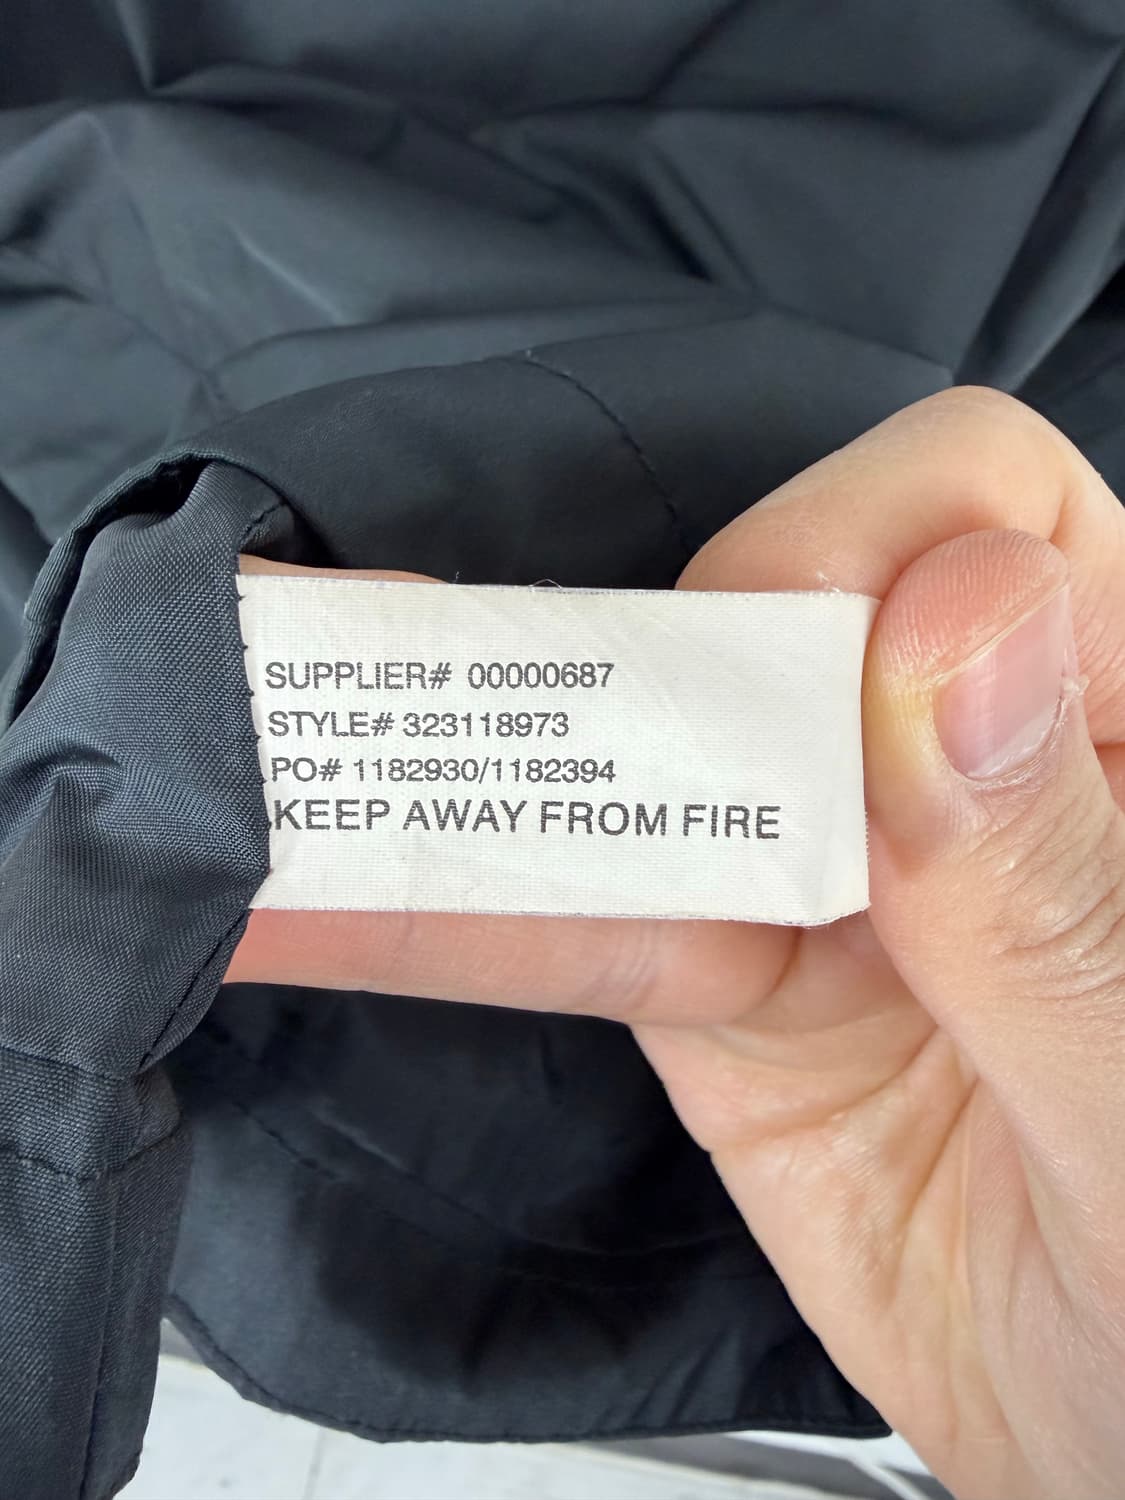 SUPPLIER# 00000687
STYLE# 323118973
PO# 1182930/1182394
KEEP AWAY FROM FIRE